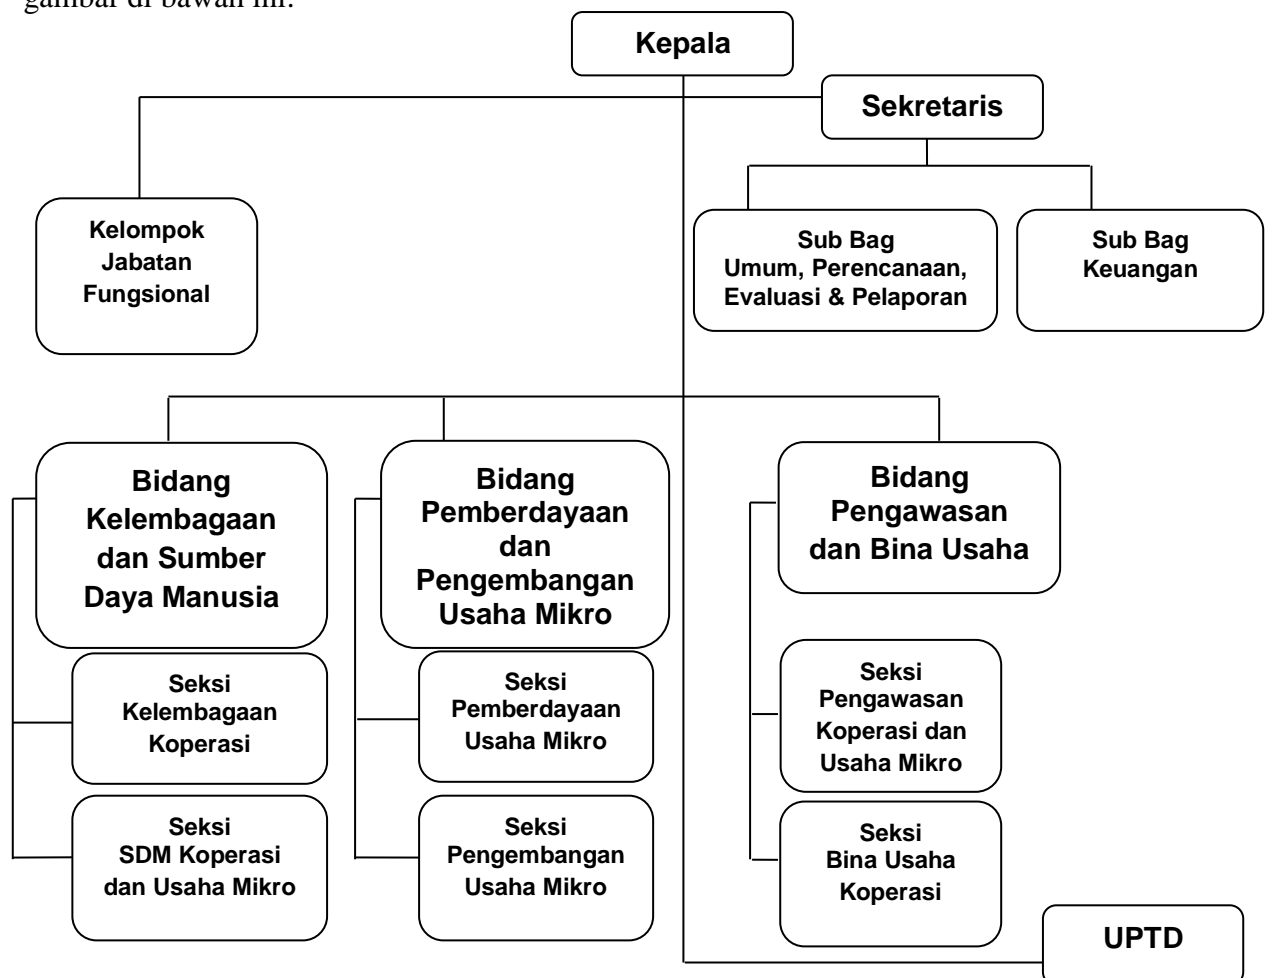 gambar di bawah ini:
Kepala
Sekretaris
Kelompok
Jabatan
Fungsional
Sub Bag
Umum, Perencanaan,
Evaluasi & Pelaporan
Sub Bag
Keuangan
Bidang
Kelembagaan
dan Sumber
Daya Manusia
Bidang
Pemberdayaan
dan
Pengembangan
Usaha Mikro
Bidang
Pengawasan
dan Bina Usaha
Seksi
Kelembagaan
Koperasi
Seksi
Pemberdayaan
Usaha Mikro
Seksi
Pengawasan
Koperasi dan
Usaha Mikro
Seksi
SDM Koperasi
dan Usaha Mikro
Seksi
Pengembangan
Usaha Mikro
Seksi
Bina Usaha
Koperasi
UPTD